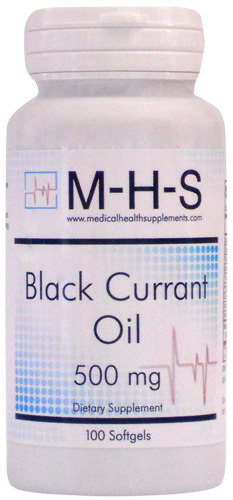 M-H-S
www.medicalhealthsupplements.com
Black Currant
Oil
500 mg
Dietary Supplement
100 Softgels